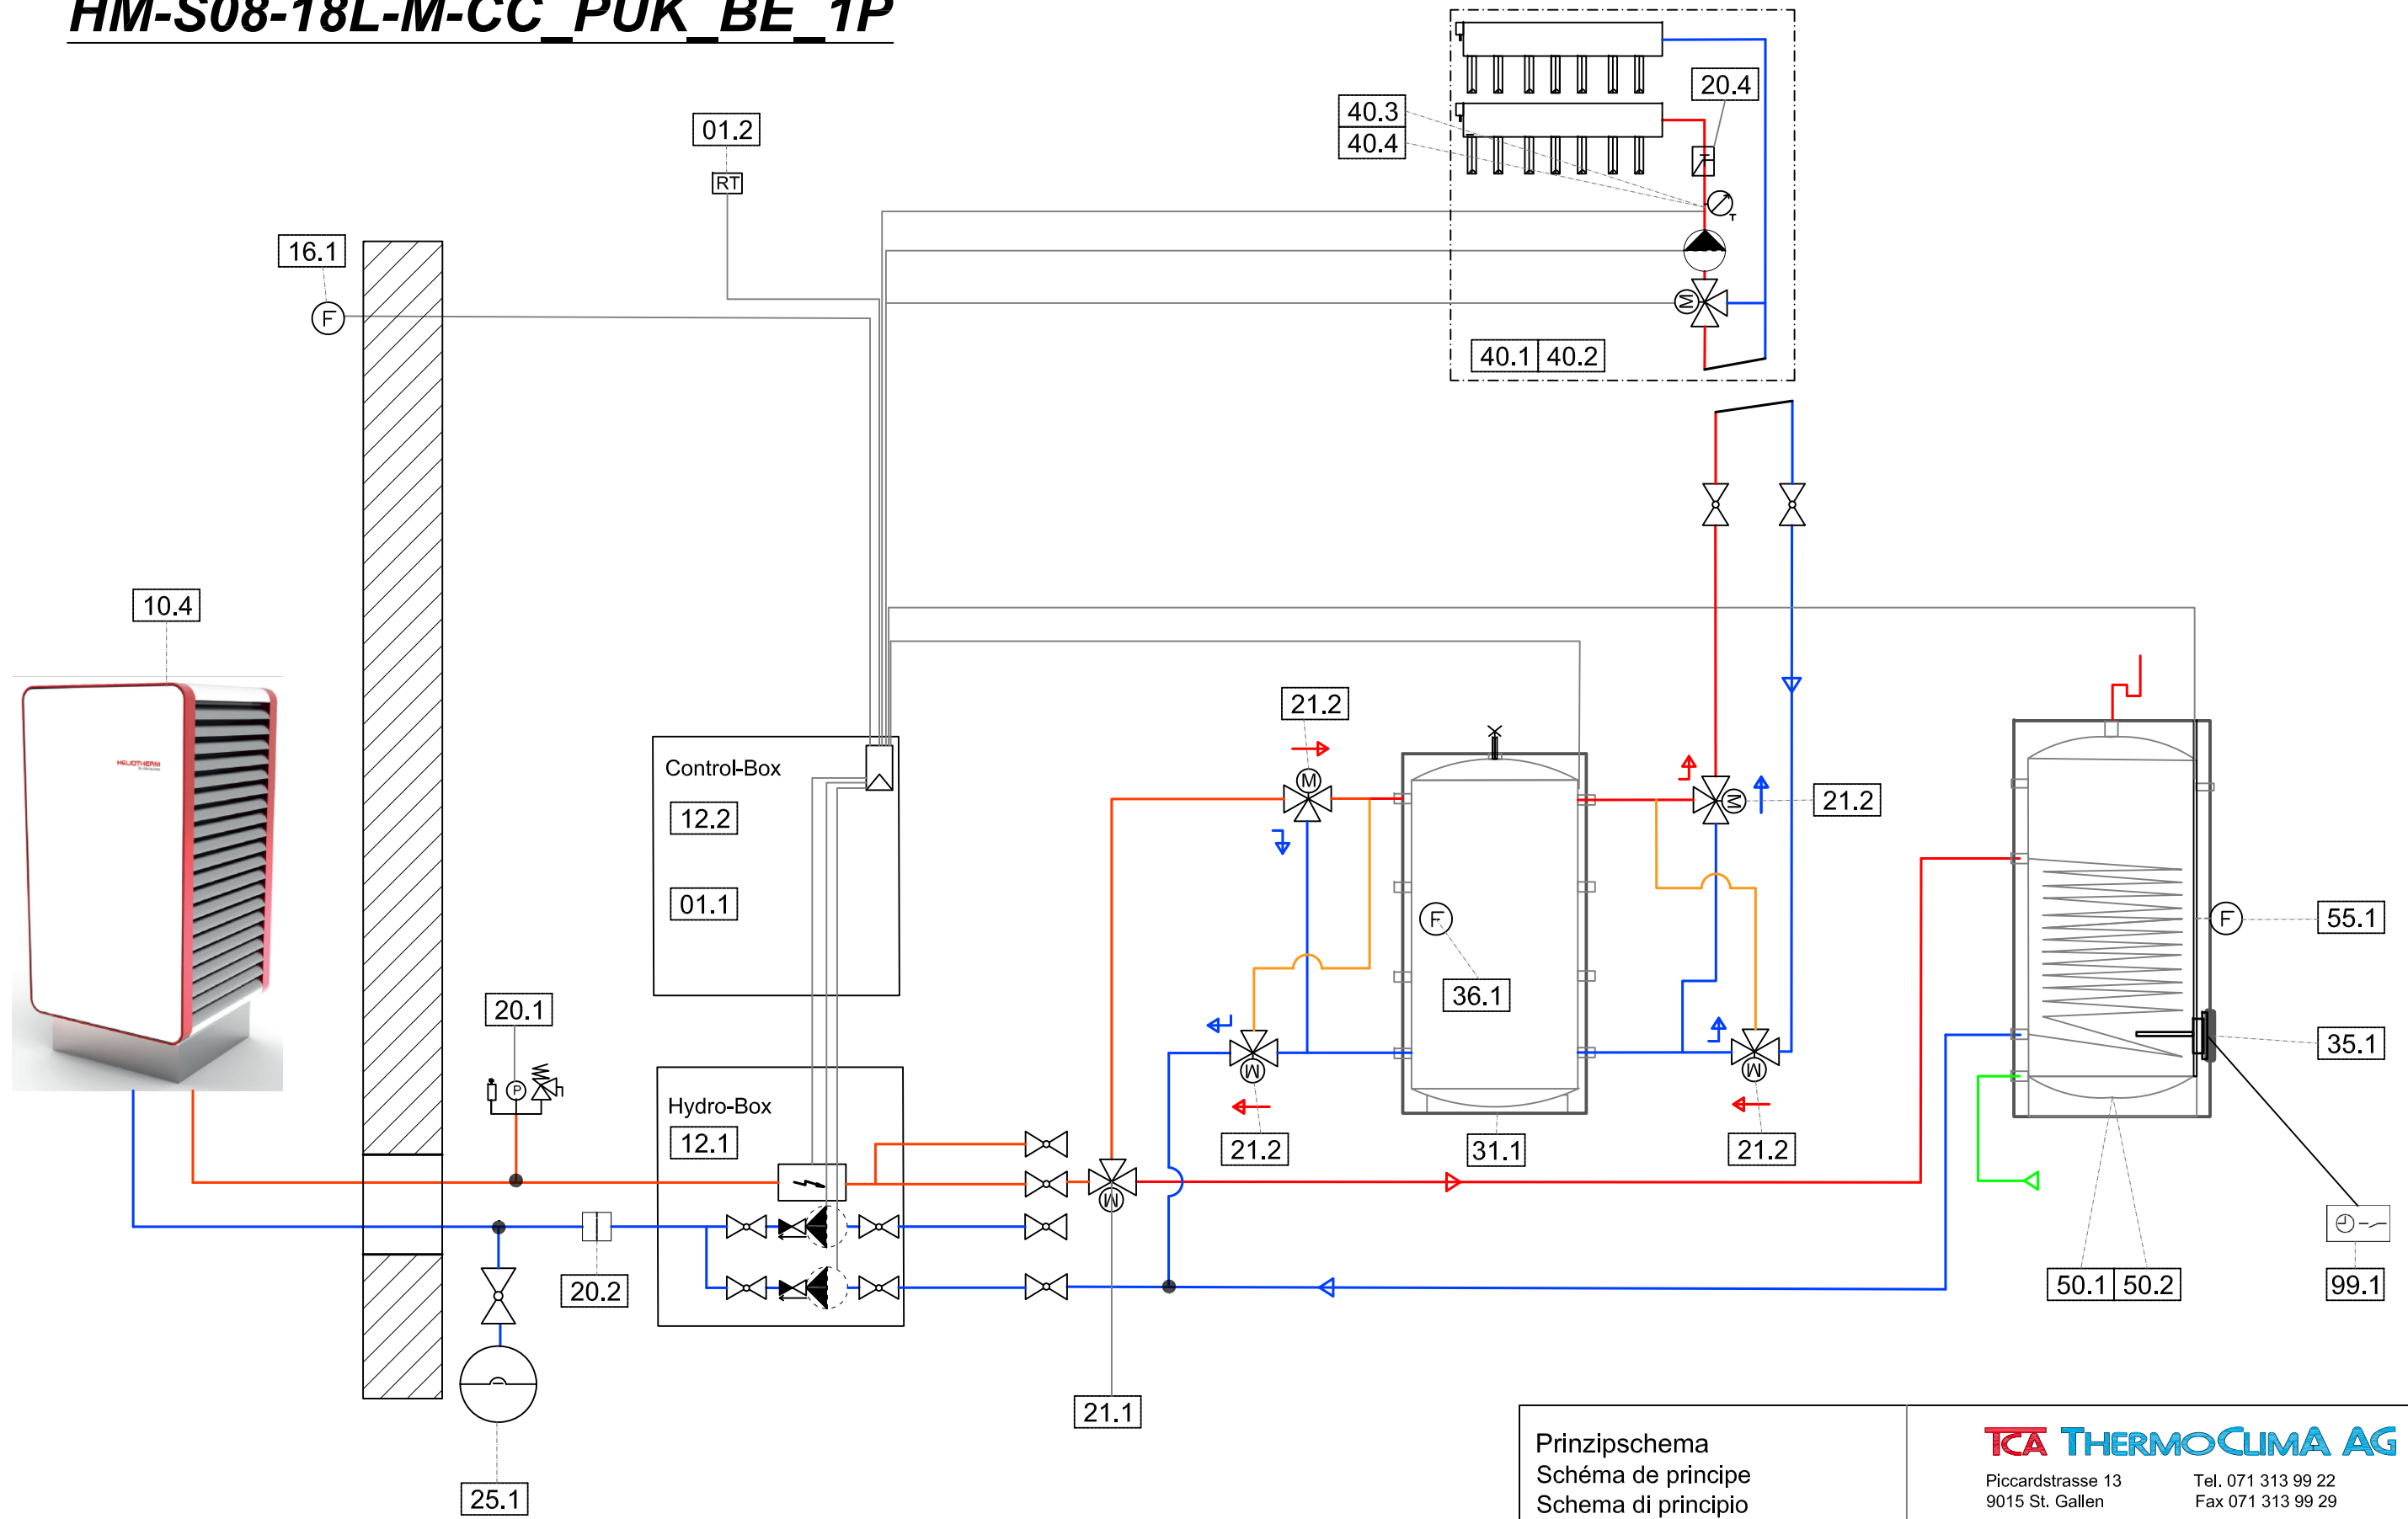 HM-S08-18L-M-CC_PUK_BE_1P
20.4
40.3
40.4
01.2
RT
T
16.1
F
M
40.1 40.2
10.4
HELIOTHERM
21.2
M
Control-Box
12.2
M
21.2
01.1
F
36.1
F
55.1
20.1
P
35.1
M
M
Hydro-Box
12.1
21.2
31.1
21.2
M
20.2
50.1 50.2
99.1
21.1
25.1
Prinzipschema
Schéma de principe
Schema di principio
TCA THERMOCLIMA AG
Piccardstrasse 13 Tel. 071 313 99 22
9015 St. Gallen Fax 071 313 99 29